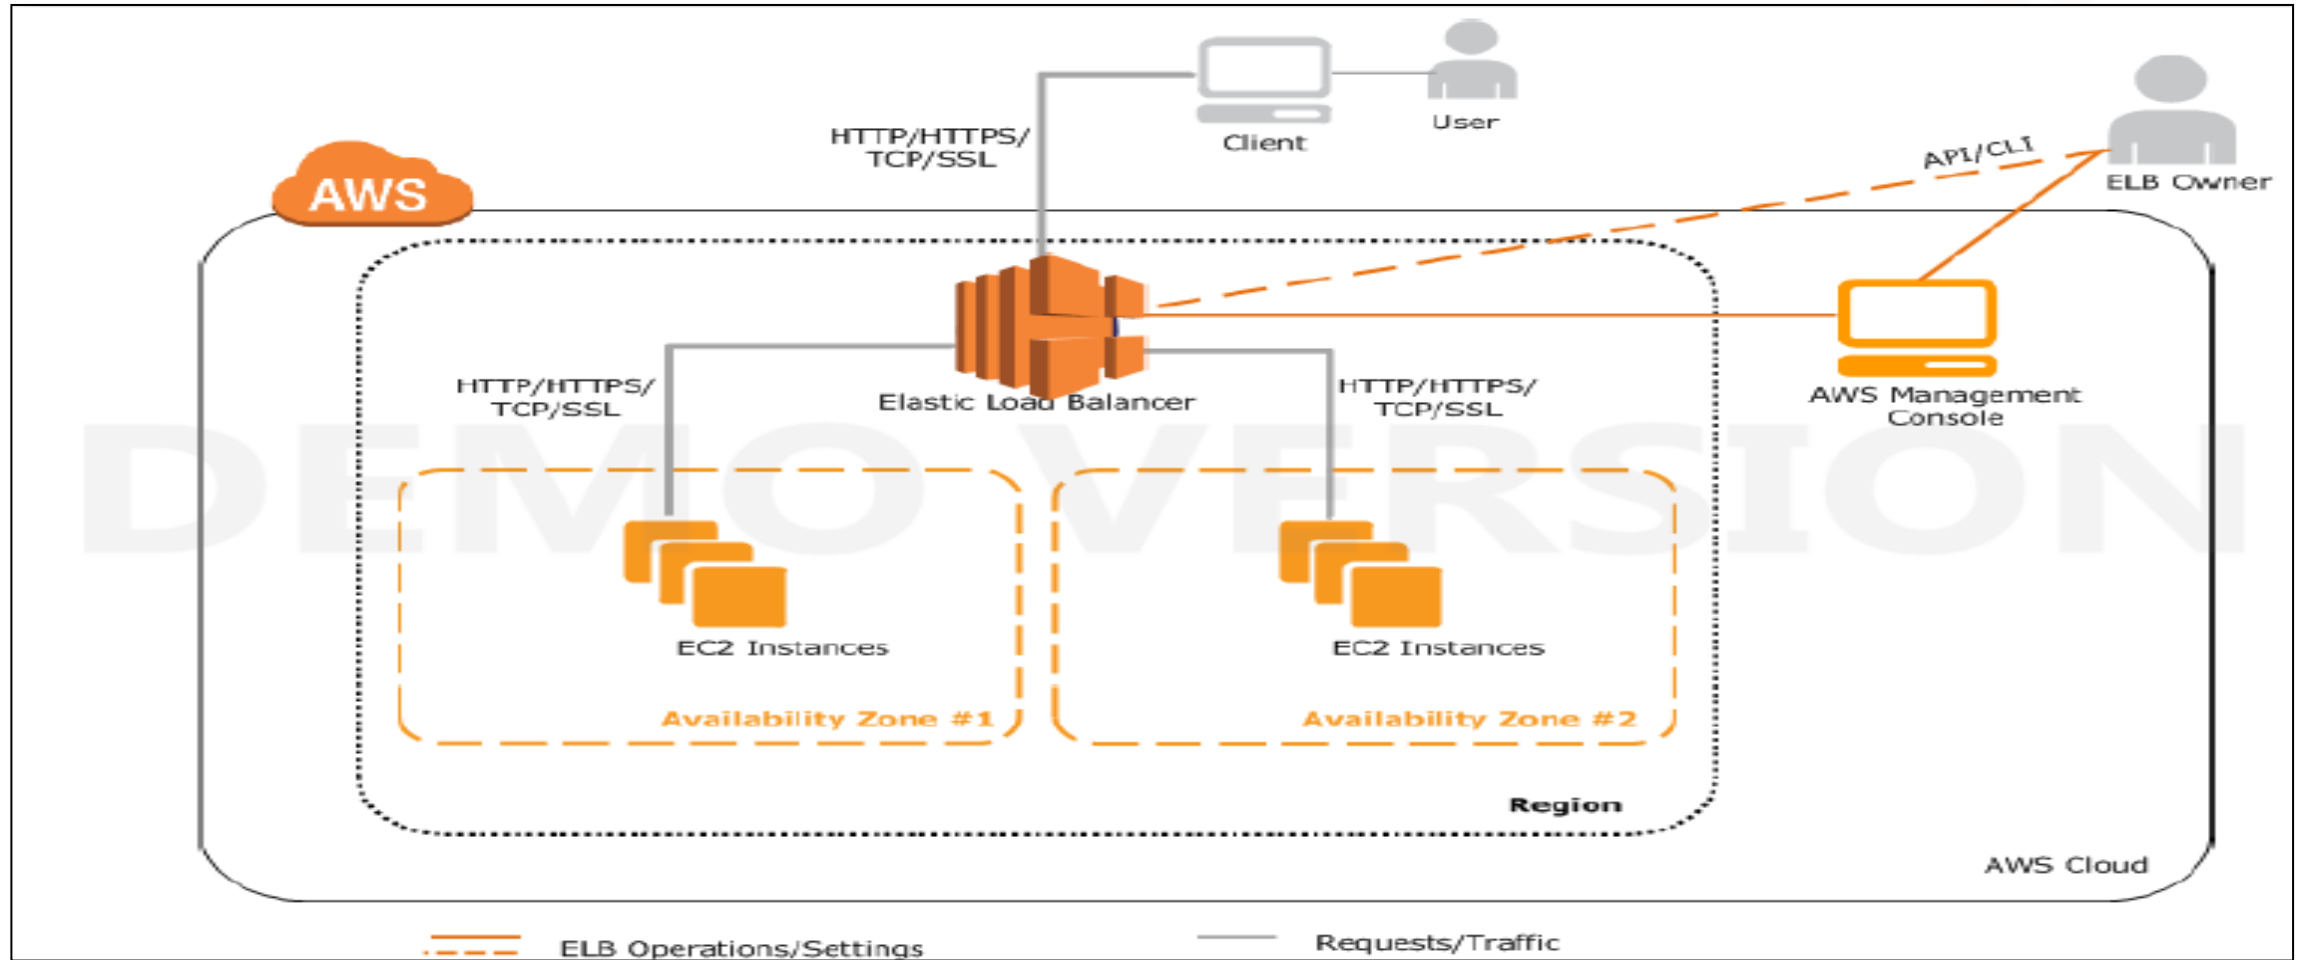 Client
User
HTTP/HTTPS/
TCP/SSL
API/CLI
ELB Owner
AWS
HTTP/HTTPS/
TCP/SSL
Elastic Load Balancer
HTTP/HTTPS/
TCP/SSL
AWS Management
Console
DEMO VERSION
EC2 Instances
EC2 Instances
Availability Zone #1
Availability Zone #2
Region
AWS Cloud
ELB Operations/Settings
Requests/Traffic